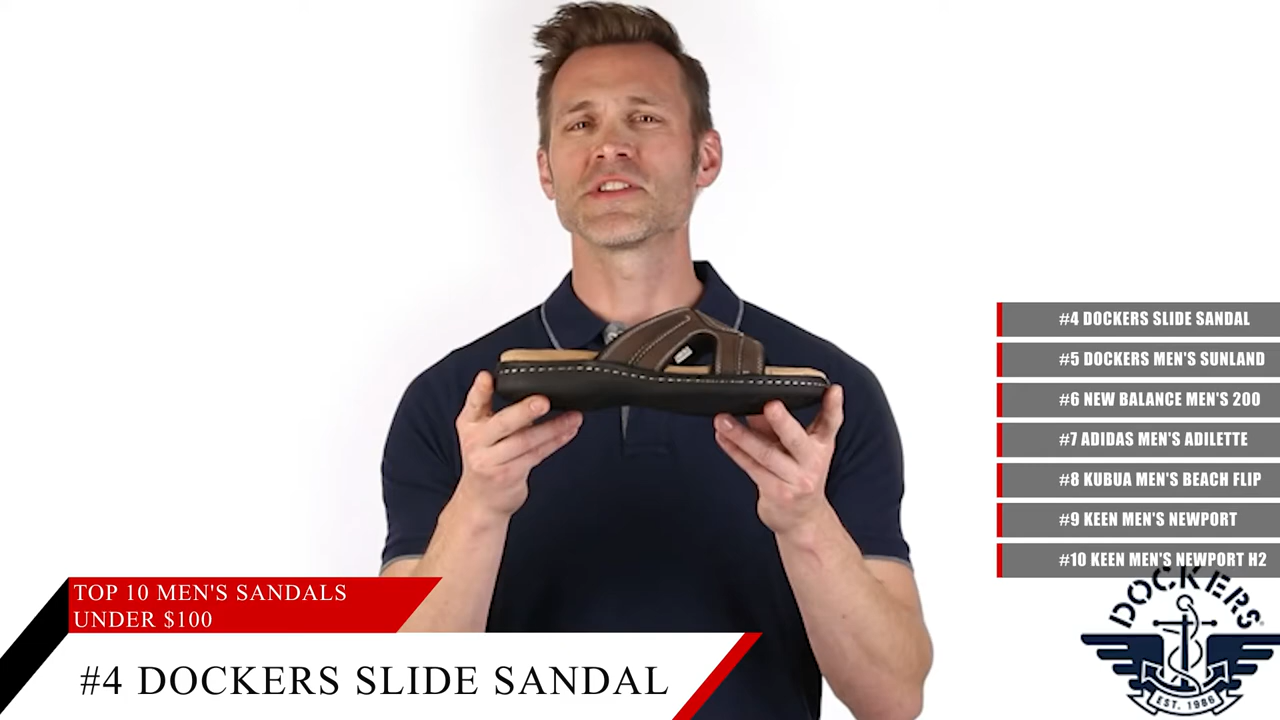 #4 DOCKERS SLIDE SANDAL
#5 DOCKERS MEN'S SUNLAND
#6 NEW BALANCE MEN'S 200
#7 ADIDAS MEN'S ADILETTE
#8 KUBUA MEN'S BEACH FLIP
#9 KEEN MEN'S NEWPORT
#10 KEEN MEN'S NEWPORT H2
DOCKERS®
EST. 1986
TOP 10 MEN'S SANDALS
UNDER $100
#4 DOCKERS SLIDE SANDAL